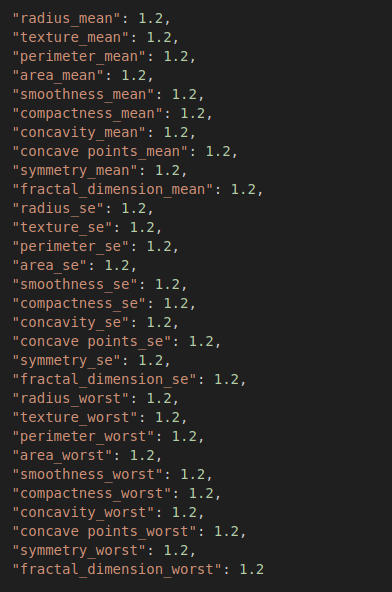 "radius_mean": 1.2,
"texture_mean": 1.2,
"perimeter_mean": 1.2,
"area_mean": 1.2,
"smoothness_mean": 1.2,
"compactness_mean": 1.2,
"concavity_mean": 1.2,
"concave points_mean": 1.2,
"symmetry_mean": 1.2,
"fractal_dimension_mean": 1.2,
"radius_se": 1.2,
"texture_se": 1.2,
"perimeter_se": 1.2,
"area_se": 1.2,
"smoothness_se": 1.2,
"compactness_se": 1.2,
"concavity_se": 1.2,
"concave points_se": 1.2,
"symmetry_se": 1.2,
"fractal_dimension_se": 1.2,
"radius_worst": 1.2,
"texture_worst": 1.2,
"perimeter_worst": 1.2,
"area_worst": 1.2,
"smoothness_worst": 1.2,
"compactness_worst": 1.2,
"concavity_worst": 1.2,
"concave points_worst": 1.2,
"symmetry_worst": 1.2,
"fractal_dimension_worst": 1.2